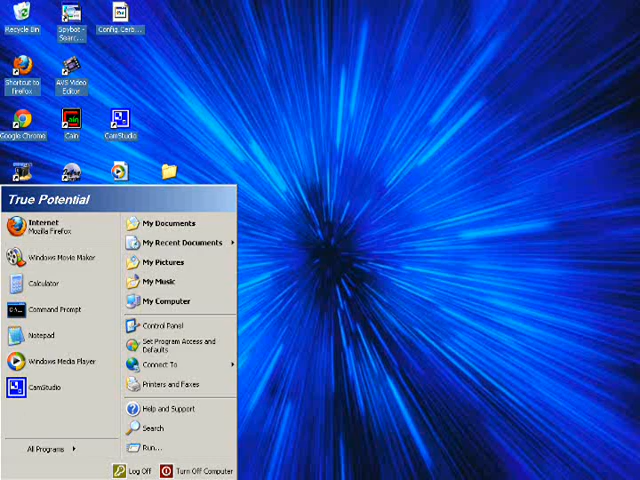 Recycle Bin
Spybot -
Searc...
Config Cerb...
Shortcut to
firefox
AVS Video
Editor
Google Chrome
Cain
CamStudio
True Potential
Internet
Mozilla Firefox
Windows Movie Maker
Calculator
Command Prompt
Notepad
Windows Media Player
CamStudio
All Programs
My Documents
My Recent Documents
My Pictures
My Music
My Computer
Control Panel
Set Program Access and
Defaults
Connect To
Printers and Faxes
Help and Support
Search
Run...
Log Off
Turn Off Computer